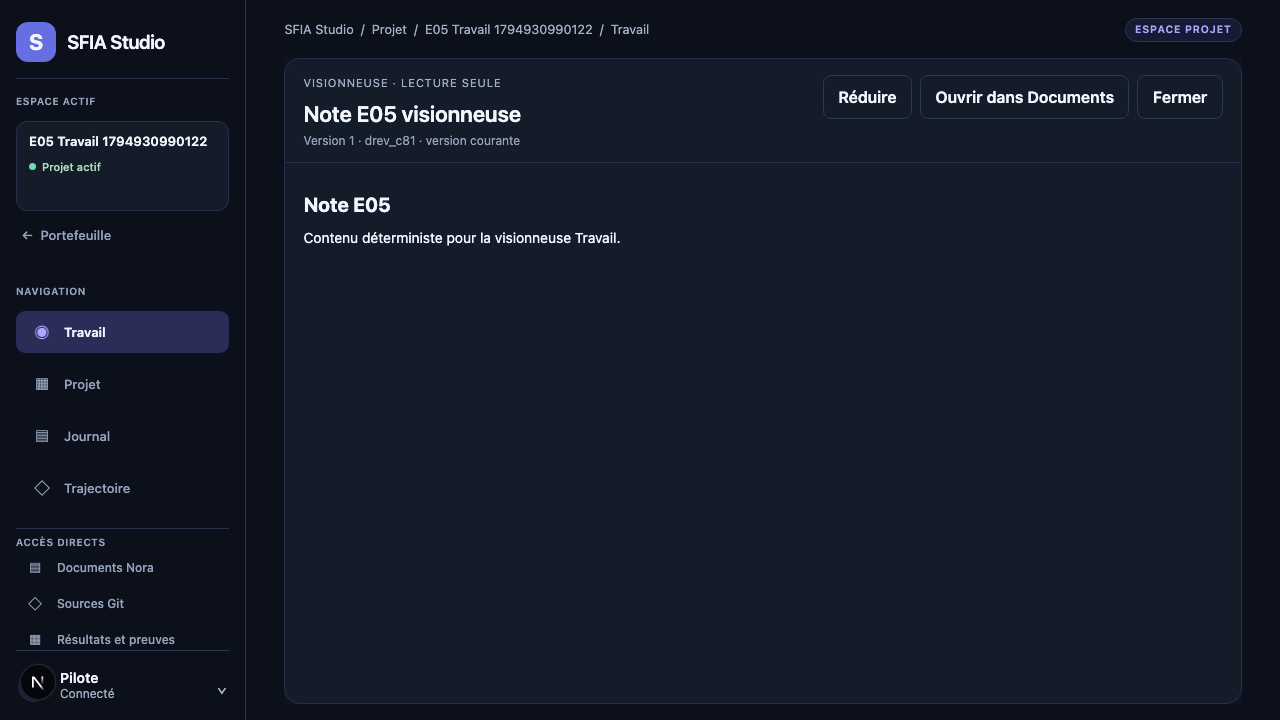 S SFIA Studio
ESPACE ACTIF
E05 Travail 1794930990122
Projet actif
← Portefeuille
NAVIGATION
Travail
Projet
Journal
Trajectoire
ACCÈS DIRECTS
Documents Nora
Sources Git
Résultats et preuves
N
Pilote
Connecté
SFIA Studio / Projet / E05 Travail 1794930990122 / Travail
ESPACE PROJET
VISIONNEUSE · LECTURE SEULE
Note E05 visionneuse
Version 1 · drev_c81 · version courante
Réduire
Ouvrir dans Documents
Fermer
Note E05
Contenu déterministe pour la visionneuse Travail.